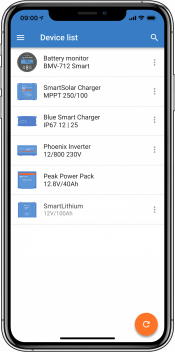 09:00
Device list
Battery monitor
BMV-712 Smart
SmartSolar Charger
MPPT 250/100
Blue Smart Charger
IP67 12 | 25
Phoenix Inverter
12/800 230V
Peak Power Pack
12.8V/40Ah
SmartLithium
12V/100Ah